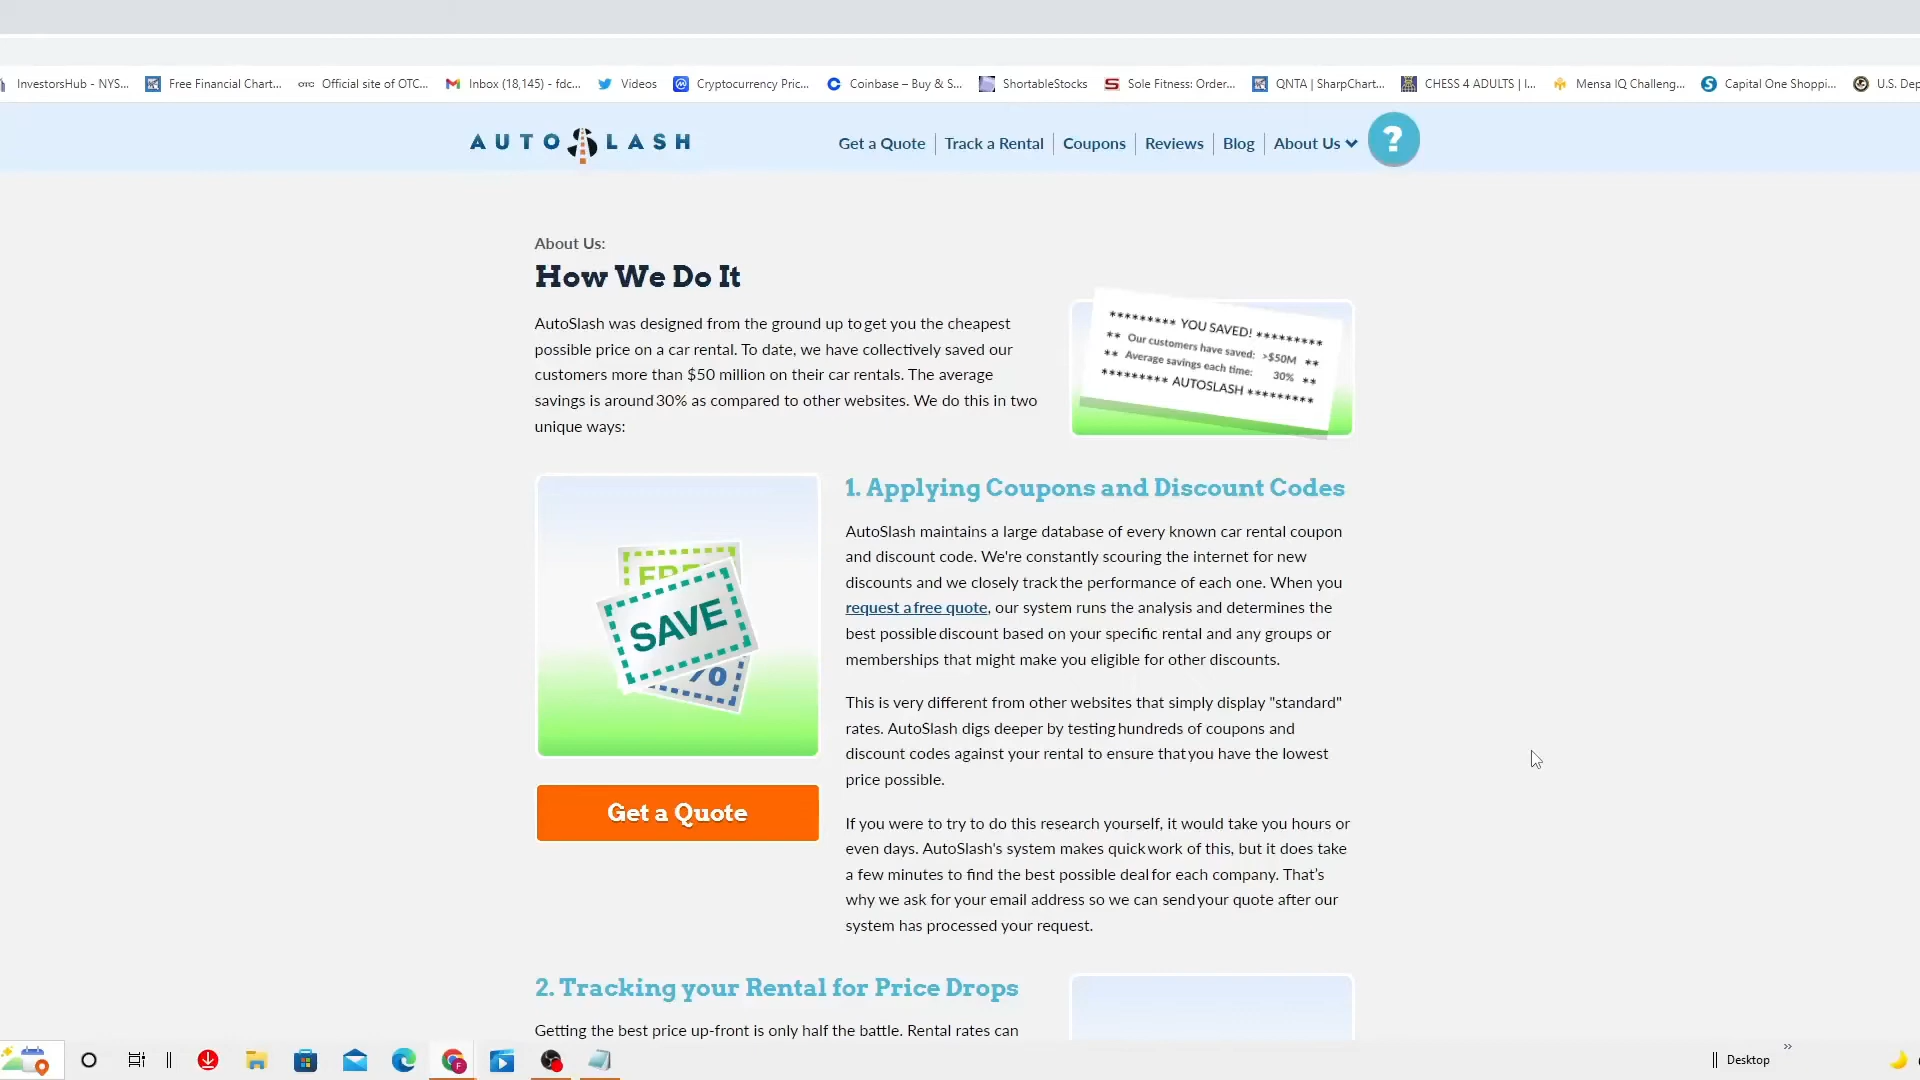 InvestorsHub - NYS... Free Financial Chart... Official site of OTC... Inbox (18,145) - fdc... Videos Cryptocurrency Pric... Coinbase – Buy & S... ShortableStocks Sole Fitness: Order... QNTA | SharpChart... CHESS 4 ADULTS | I... Mensa IQ Challeng... Capital One Shoppi... U.S. Dep
AUTOSLASH Get a Quote Track a Rental Coupons Reviews Blog About Us ?
About Us:
How We Do It
AutoSlash was designed from the ground up to get you the cheapest
possible price on a car rental. To date, we have collectively saved our
customers more than $50 million on their car rentals. The average
savings is around 30% as compared to other websites. We do this in two
unique ways:
********* YOU SAVED! *********
** Our customers have saved: >$50M **
** Average savings each time: 30% **
********* AUTOSLASH *********
FREE
SAVE
%
Get a Quote
1. Applying Coupons and Discount Codes
AutoSlash maintains a large database of every known car rental coupon
and discount code. We're constantly scouring the internet for new
discounts and we closely track the performance of each one. When you
request a free quote, our system runs the analysis and determines the
best possible discount based on your specific rental and any groups or
memberships that might make you eligible for other discounts.
This is very different from other websites that simply display "standard"
rates. AutoSlash digs deeper by testing hundreds of coupons and
discount codes against your rental to ensure that you have the lowest
price possible.
If you were to try to do this research yourself, it would take you hours or
even days. AutoSlash's system makes quick work of this, but it does take
a few minutes to find the best possible deal for each company. That's
why we ask for your email address so we can send your quote after our
system has processed your request.
2. Tracking your Rental for Price Drops
Getting the best price up-front is only half the battle. Rental rates can
Desktop